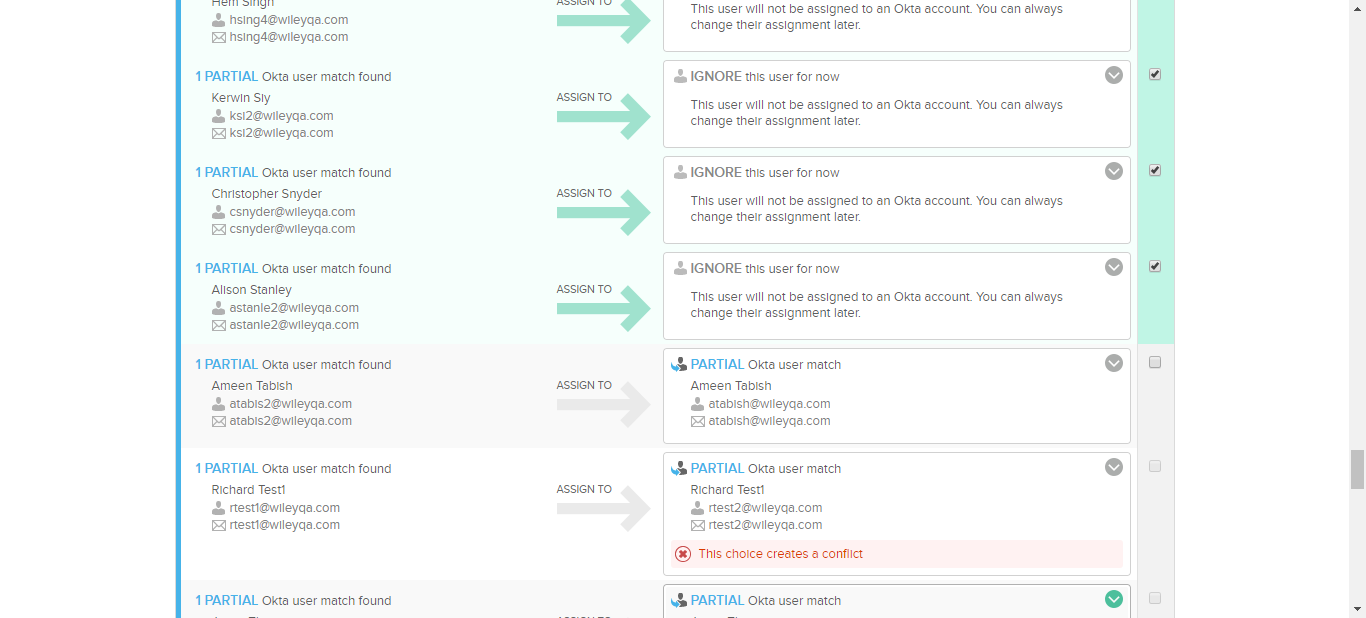 Hem Singh
hsing4@wileyqa.com
hsing4@wileyqa.com
ASSIGN TO
This user will not be assigned to an Okta account. You can always
change their assignment later.
1 PARTIAL Okta user match found
Kerwin Siy
ksi2@wileyqa.com
ksi2@wileyqa.com
ASSIGN TO
IGNORE this user for now
This user will not be assigned to an Okta account. You can always
change their assignment later.
1 PARTIAL Okta user match found
Christopher Snyder
csnyder@wileyqa.com
csnyder@wileyqa.com
ASSIGN TO
IGNORE this user for now
This user will not be assigned to an Okta account. You can always
change their assignment later.
1 PARTIAL Okta user match found
Alison Stanley
astanle2@wileyqa.com
astanle2@wileyqa.com
ASSIGN TO
IGNORE this user for now
This user will not be assigned to an Okta account. You can always
change their assignment later.
1 PARTIAL Okta user match found
Ameen Tabish
atabis2@wileyqa.com
atabis2@wileyqa.com
ASSIGN TO
PARTIAL Okta user match
Ameen Tabish
atabish@wileyqa.com
atabish@wileyqa.com
1 PARTIAL Okta user match found
Richard Test1
rtest1@wileyqa.com
rtest1@wileyqa.com
ASSIGN TO
PARTIAL Okta user match
Richard Test1
rtest2@wileyqa.com
rtest2@wileyqa.com
This choice creates a conflict
1 PARTIAL Okta user match found
PARTIAL Okta user match